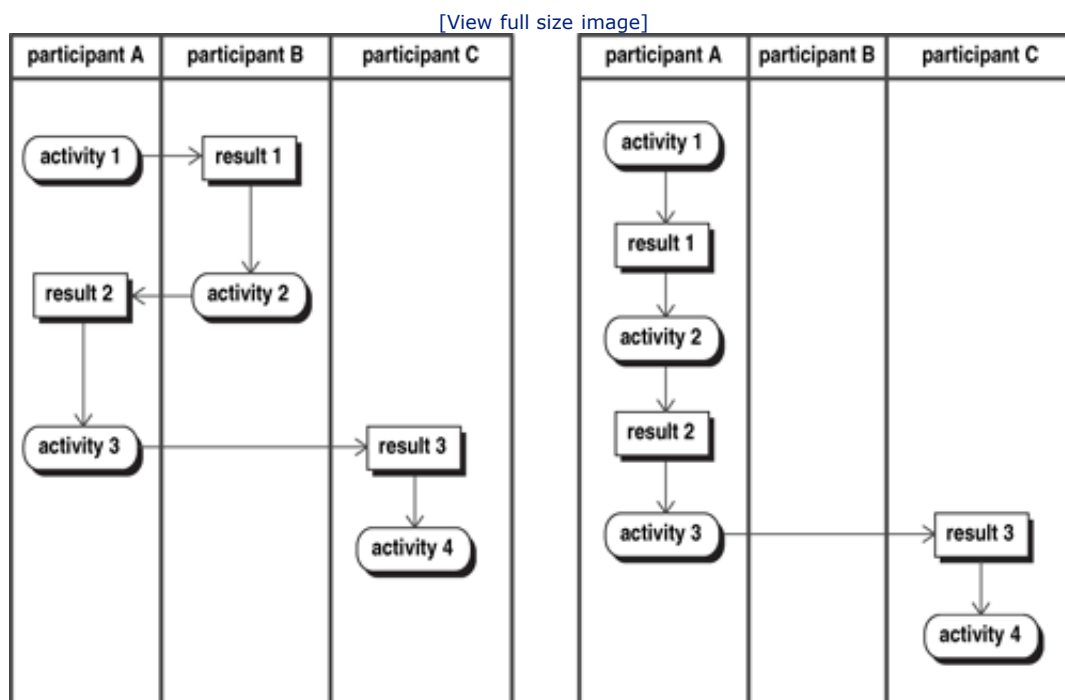 [View full size image]
participant A participant B participant C
activity 1 result 1
result 2 activity 2
activity 3 result 3
activity 4
participant A participant B participant C
activity 1
result 1
activity 2
result 2
activity 3 result 3
activity 4